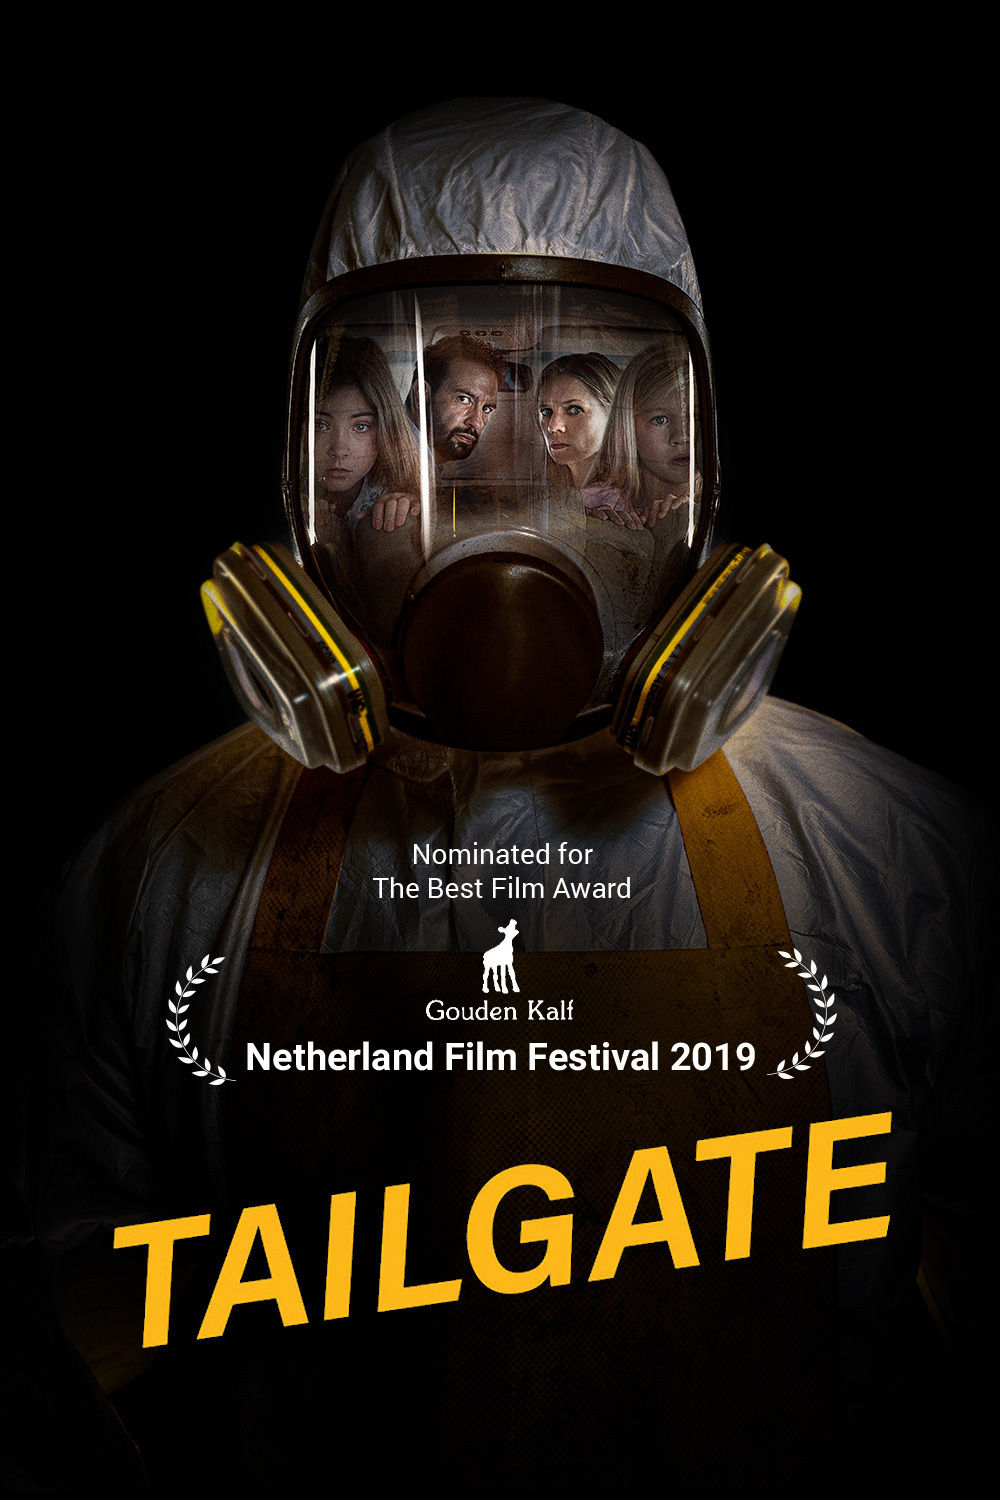 Nominated for
The Best Film Award
Gouden Kalf
Netherland Film Festival 2019
TAILGATE